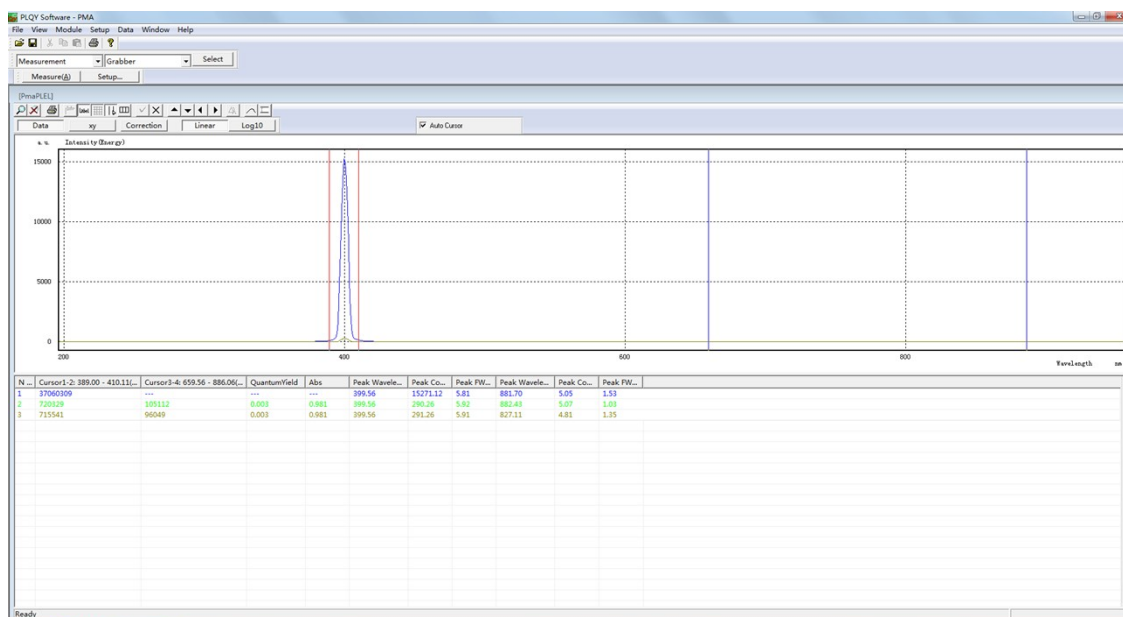 PLQY Software - PMA
File View Module Setup Data Window Help
Measurement Grabber Select
Measure(A) Setup...
[PmaPLEL]
Data xy Correction Linear Log10 Auto Cursor
a.u. Intensity(Energy)
15000
10000
5000
0
200 400 600 800
Wavelength nm
N ... Cursor1-2: 389.00 - 410.11(... Cursor3-4: 659.56 - 886.06(... QuantumYield Abs Peak Wavele... Peak Co... Peak FW... Peak Wavele... Peak Co... Peak FW...
1 37060309 --- --- --- 399.56 15271.12 5.81 881.70 5.05 1.53
2 720329 105112 0.003 0.981 399.56 290.26 5.92 882.43 5.07 1.03
3 715541 96049 0.003 0.981 399.56 291.26 5.91 827.11 4.81 1.35
Ready